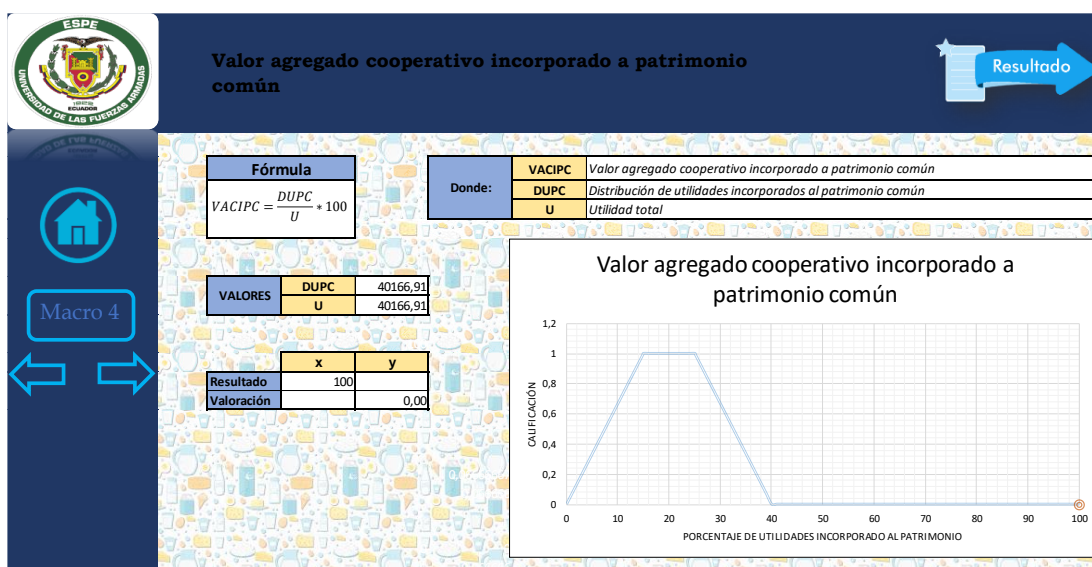 ESPE
UNIVERSIDAD DE LAS FUERZAS ARMADAS
ECUADOR
Valor agregado cooperativo incorporado a patrimonio
común
Resultado
Fórmula
VACIPC = DUPC / U * 100
Donde:
VACIPC Valor agregado cooperativo incorporado a patrimonio común
DUPC Distribución de utilidades incorporados al patrimonio común
U Utilidad total
Macro 4
VALORES
DUPC 40166,91
U 40166,91
x y
Resultado 100
Valoración 0,00
Valor agregado cooperativo incorporado a
patrimonio común
CALIFICACIÓN
1,2
1
0,8
0,6
0,4
0,2
0
0 10 20 30 40 50 60 70 80 90 100
PORCENTAJE DE UTILIDADES INCORPORADO AL PATRIMONIO